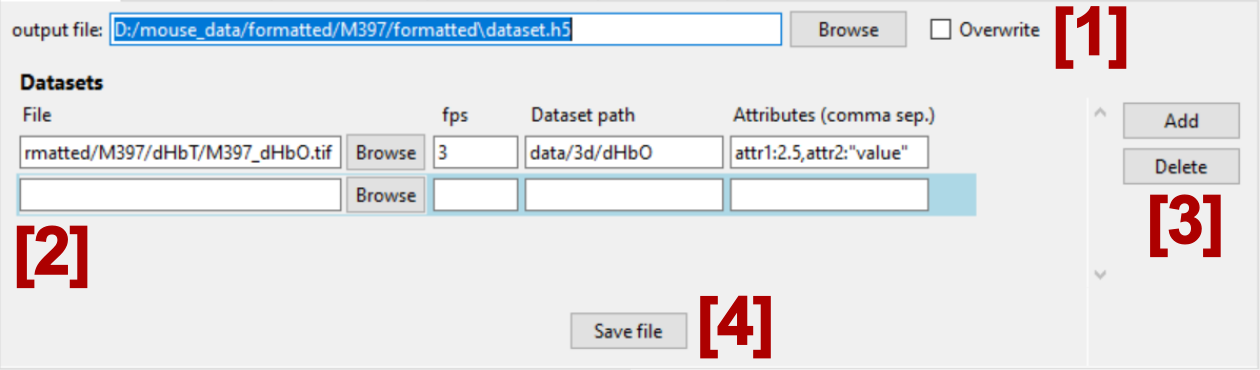 output file: D:/mouse_data/formatted/M397/formatted\dataset.h5 Browse Overwrite [1]
Datasets
File fps Dataset path Attributes (comma sep.) Add
rmatted/M397/dHbT/M397_dHbO.tif Browse 3 data/3d/dHbO attr1:2.5,attr2:"value" Delete
Browse
[2] [3]
Save file [4]